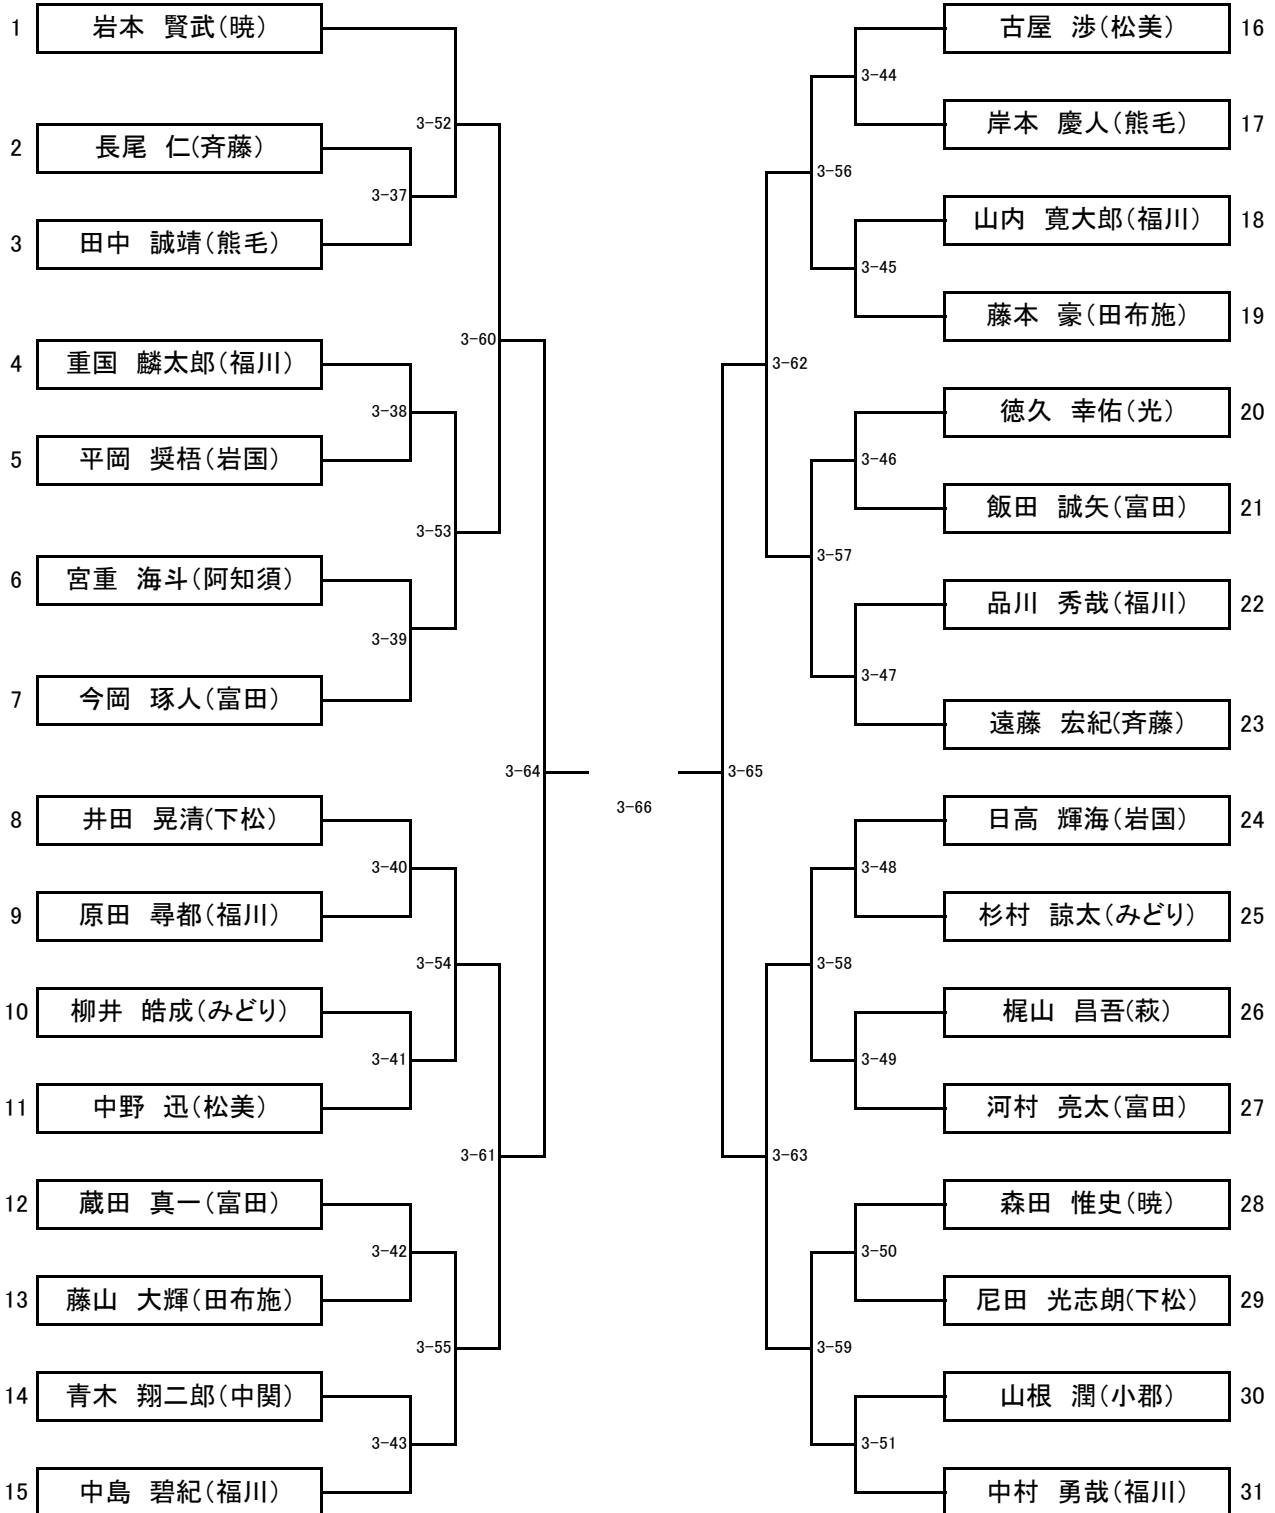 1 岩本　賢武(暁)
2 長尾　仁(斉藤)
3 田中　誠靖(熊毛)
4 重国　麟太郎(福川)
5 平岡　奨梧(岩国)
6 宮重　海斗(阿知須)
7 今岡　琢人(富田)
8 井田　晃清(下松)
9 原田　尋都(福川)
10 柳井　皓成(みどり)
11 中野　迅(松美)
12 蔵田　真一(富田)
13 藤山　大輝(田布施)
14 青木　翔二郎(中関)
15 中島　碧紀(福川)
3-52
3-37
3-60
3-38
3-53
3-39
3-64
3-40
3-54
3-41
3-61
3-42
3-55
3-43
3-66
3-44
3-56
3-45
3-62
3-46
3-57
3-47
3-65
3-48
3-58
3-49
3-63
3-50
3-59
3-51
古屋　渉(松美) 16
岸本　慶人(熊毛) 17
山内　寛大郎(福川) 18
藤本　豪(田布施) 19
徳久　幸佑(光) 20
飯田　誠矢(富田) 21
品川　秀哉(福川) 22
遠藤　宏紀(斉藤) 23
日高　輝海(岩国) 24
杉村　諒太(みどり) 25
梶山　昌吾(萩) 26
河村　亮太(富田) 27
森田　惟史(暁) 28
尼田　光志朗(下松) 29
山根　潤(小郡) 30
中村　勇哉(福川) 31